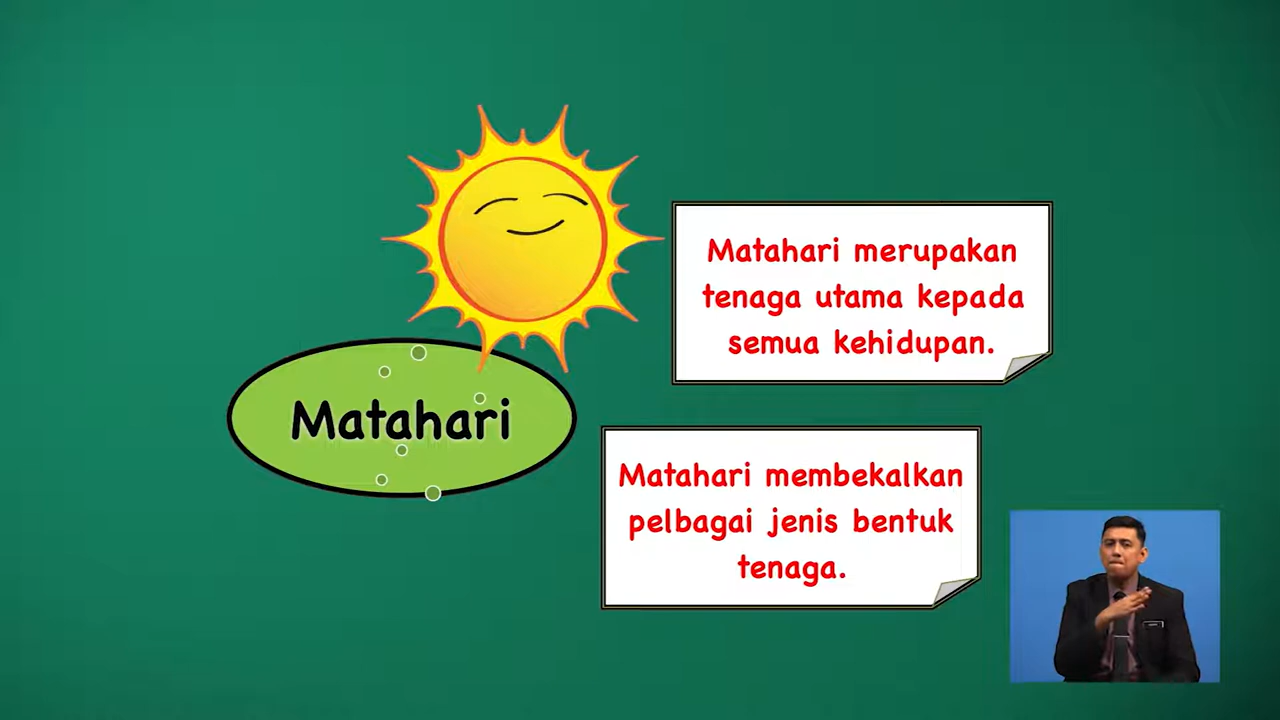 Matahari merupakan
tenaga utama kepada
semua kehidupan.
Matahari
Matahari membekalkan
pelbagai jenis bentuk
tenaga.